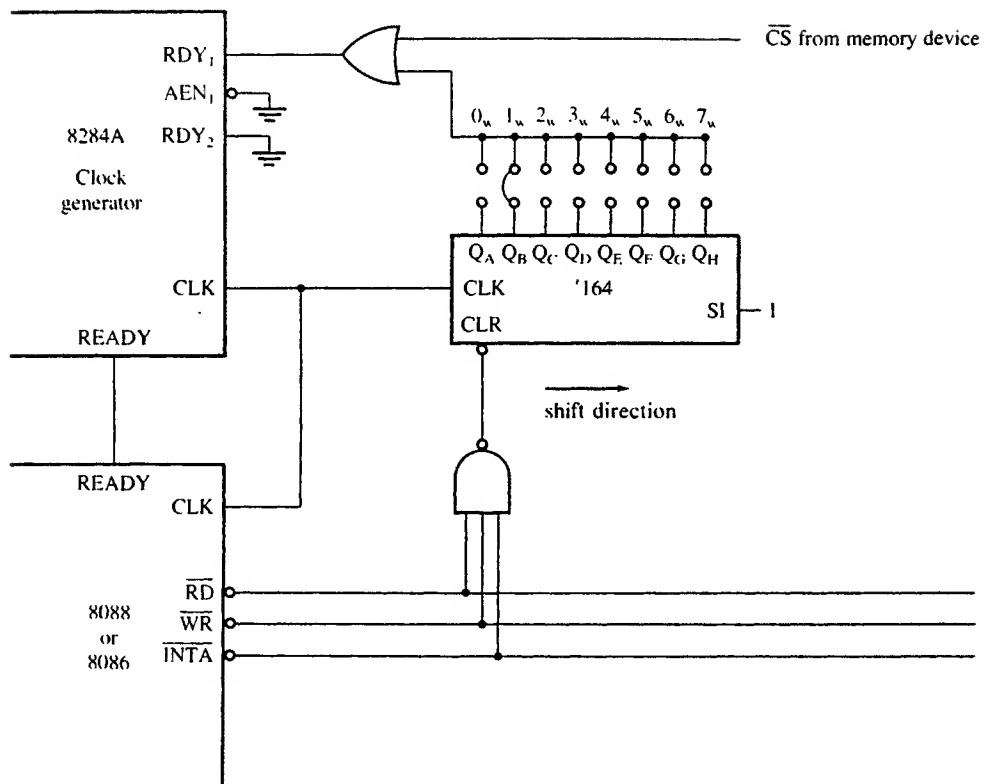 CS from memory device
RDY₁
AEN₁
RDY₂
8284A
Clock
generator
CLK
READY
0w 1w 2w 3w 4w 5w 6w 7w
QA QB QC QD QE QF QG QH
CLK '164
SI 1
CLR
shift direction
READY
CLK
RD
WR
INTA
8088
or
8086